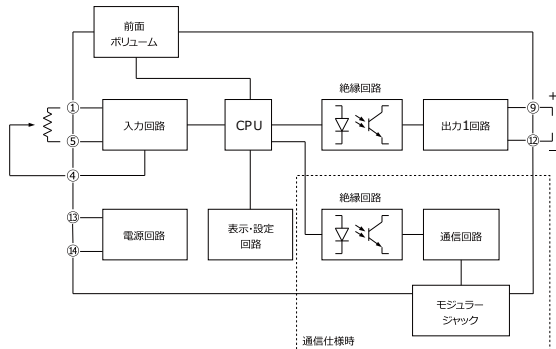 前面
ボリューム
絶縁回路
①
⑨
+
入力回路
CPU
出力1回路
⑤
⑫
−
④
絶縁回路
⑬
電源回路
表示・設定
回路
通信回路
⑭
モジュラー
ジャック
通信仕様時